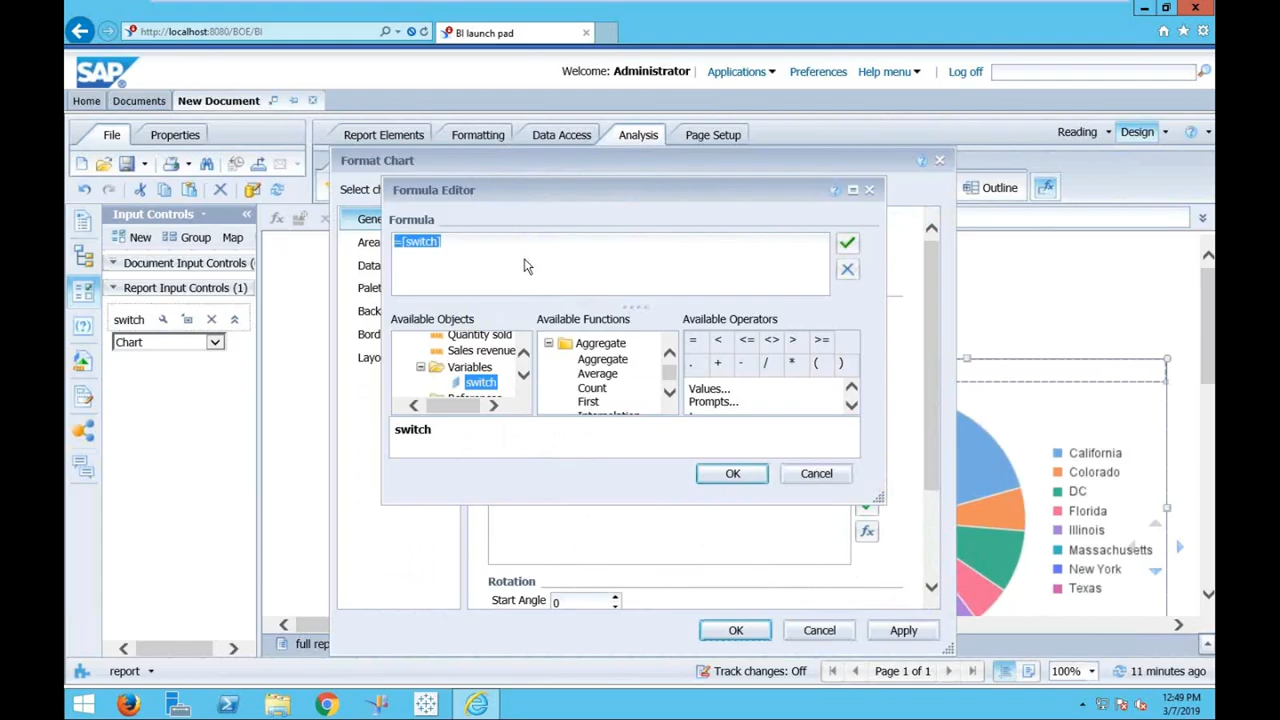 http://localhost:8080/BOE/BI
BI launch pad
SAP
Welcome: Administrator
Applications
Preferences
Help menu
Log off
Home
Documents
New Document
File
Properties
Report Elements
Formatting
Data Access
Analysis
Page Setup
Reading
Design
Format Chart
Formula Editor
Outline
Input Controls
New
Group
Map
Document Input Controls (
Report Input Controls (1)
switch
Chart
Formula
=[switch]
Available Objects
Available Functions
Available Operators
Quantity sold
Sales revenue
Variables
switch
Aggregate
Aggregate
Average
Count
First
= < <= <> > >=
. + - / * ( )
Values...
Prompts...
switch
OK
Cancel
Rotation
Start Angle
0
OK
Cancel
Apply
California
Colorado
DC
Florida
Illinois
Massachusetts
New York
Texas
full rep
report
Track changes: Off
Page 1 of 1
100%
11 minutes ago
12:49 PM
3/7/2019